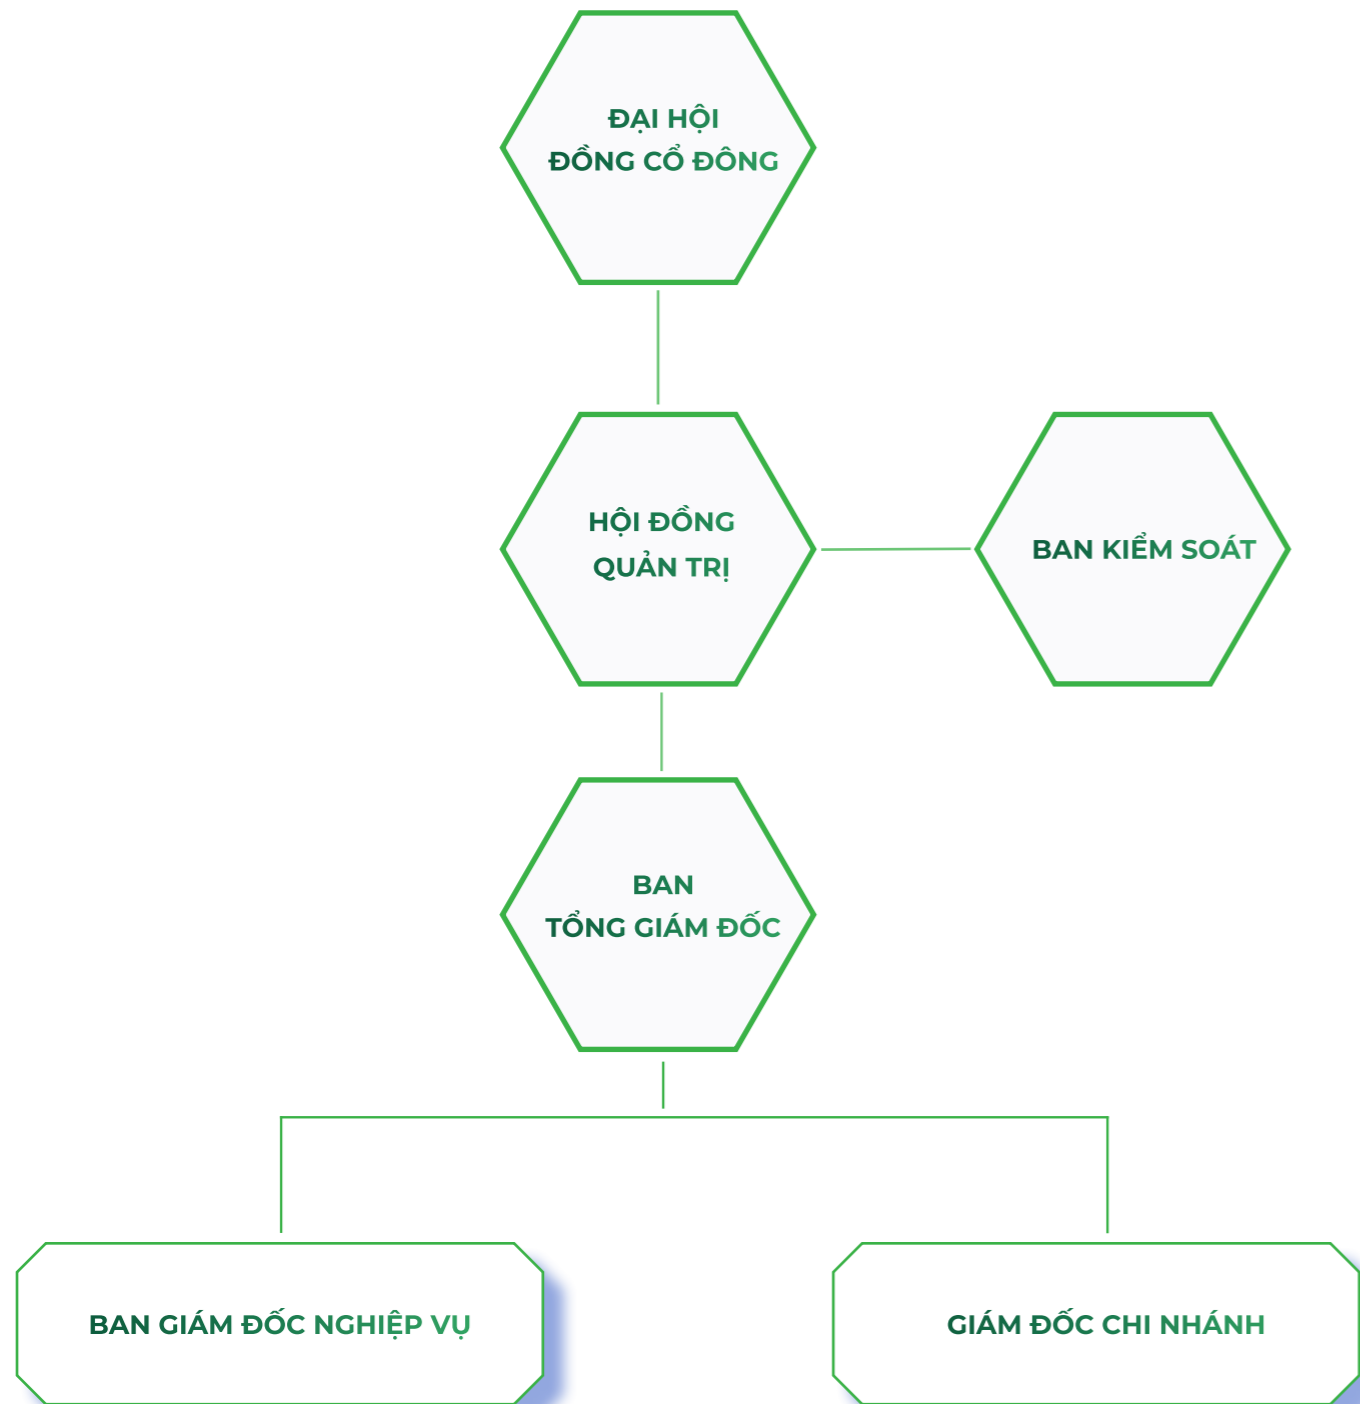 ĐẠI HỘI
ĐỒNG CỔ ĐÔNG
HỘI ĐỒNG
QUẢN TRỊ
BAN KIỂM SOÁT
BAN
TỔNG GIÁM ĐỐC
BAN GIÁM ĐỐC NGHIỆP VỤ
GIÁM ĐỐC CHI NHÁNH